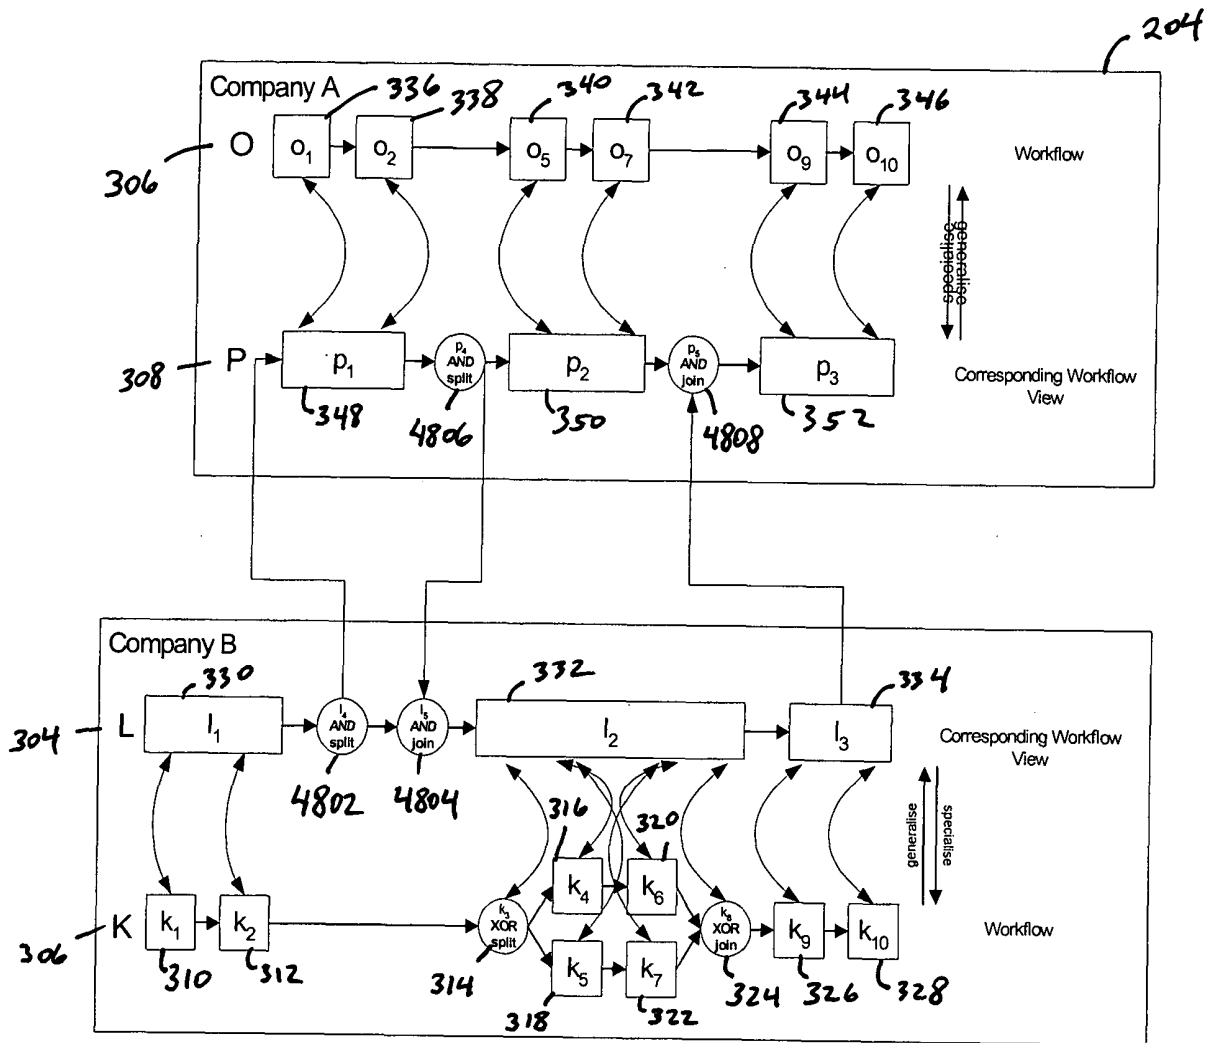 204
Company A
336
338
340
342
344
346
306
O
o1
o2
o5
o7
o9
o10
Workflow
generalise
specialise
308
P
p1
p4
AND
split
p2
p5
AND
join
p3
Corresponding Workflow
View
348
4806
350
4808
352
Company B
330
332
334
304
L
l1
l4
AND
split
l5
AND
join
l2
l3
Corresponding Workflow
View
4802
4804
316
320
generalise
specialise
306
K
k1
k2
k3
XOR
split
k4
k6
k5
k7
k8
XOR
join
k9
k10
Workflow
310
312
314
318
322
324
326
328